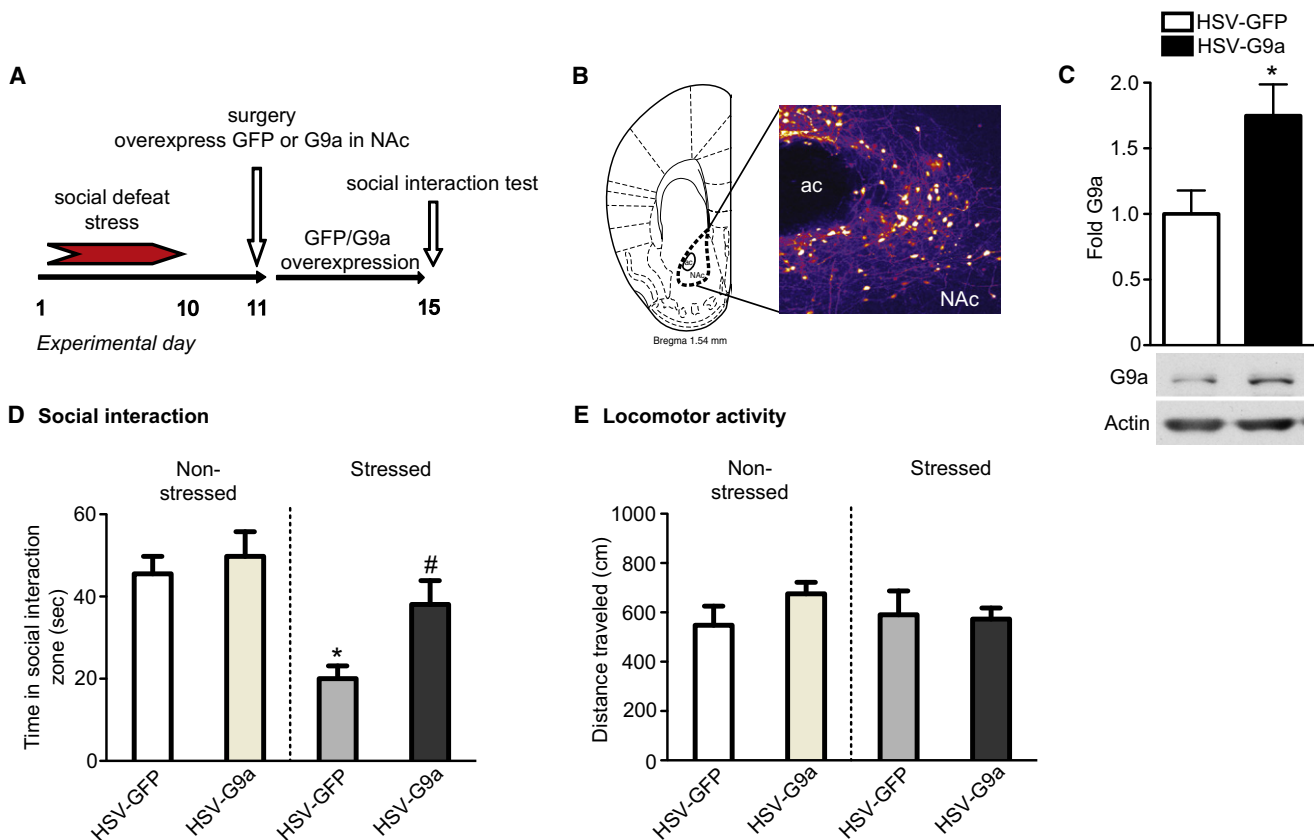 A
surgery
overexpress GFP or G9a in NAc
social interaction test
social defeat
stress
GFP/G9a
overexpression
1
10
11
15
Experimental day
B
ac
NAc
Bregma 1.54 mm
ac
NAc
HSV-GFP
HSV-G9a
C
*
2.0
1.5
1.0
0.5
0
Fold G9a
G9a
Actin
D Social interaction
Non-
stressed
Stressed
60
40
20
0
Time in social interaction
zone (sec)
*
#
HSV-GFP
HSV-G9a
HSV-GFP
HSV-G9a
E Locomotor activity
Non-
stressed
Stressed
1000
800
600
400
200
0
Distance traveled (cm)
HSV-GFP
HSV-G9a
HSV-GFP
HSV-G9a